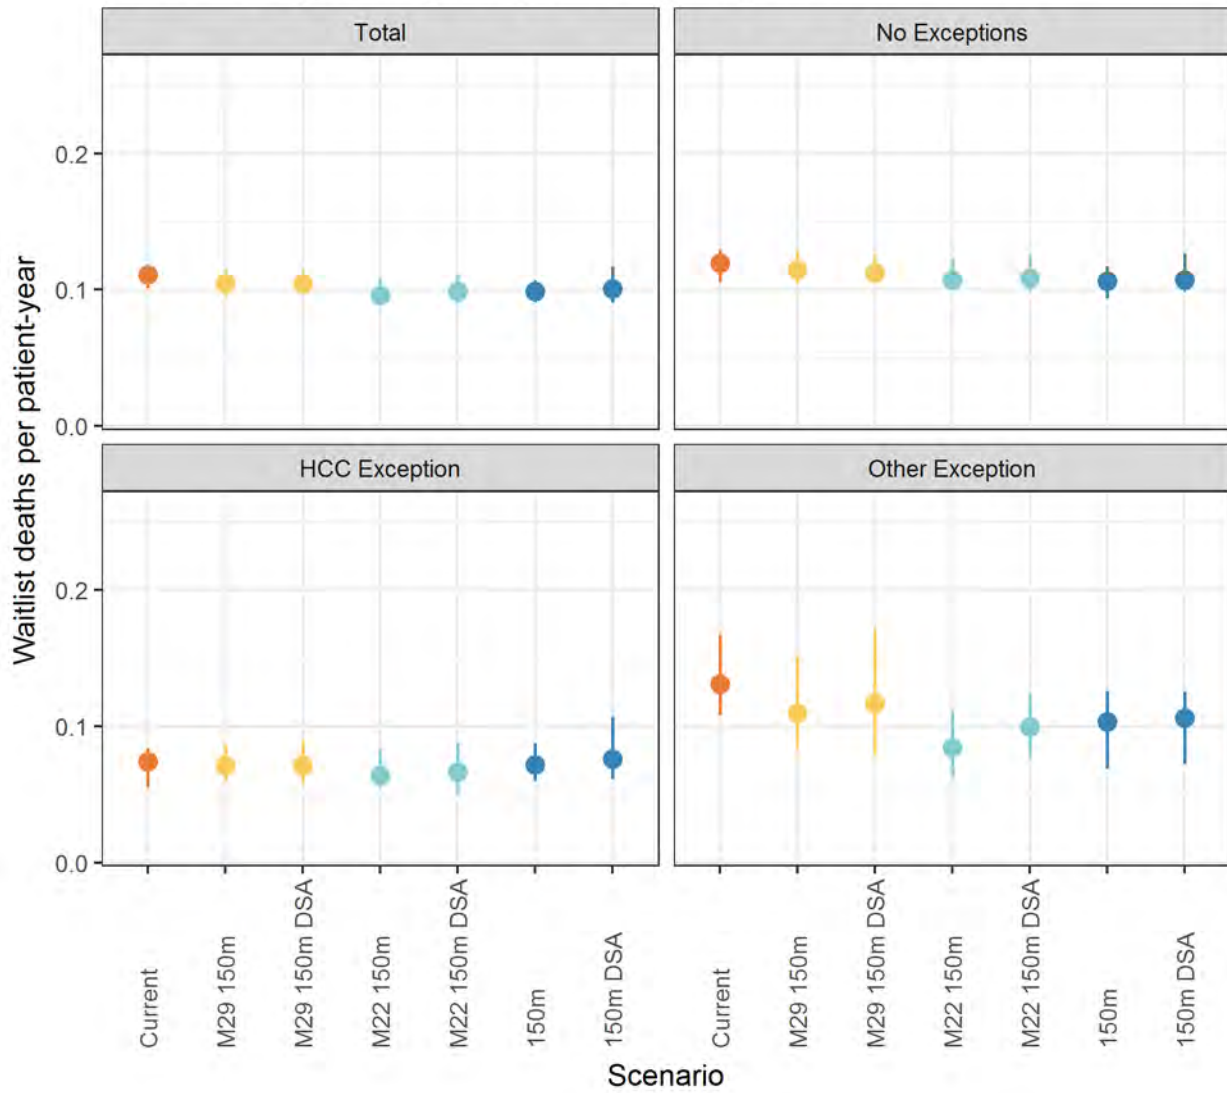 Total
No Exceptions
0.2
0.1
0.0
HCC Exception
Other Exception
0.2
0.1
0.0
Waitlist deaths per patient-year
Current
M29 150m
M29 150m DSA
M22 150m
M22 150m DSA
150m
150m DSA
Current
M29 150m
M29 150m DSA
M22 150m
M22 150m DSA
150m
150m DSA
Scenario